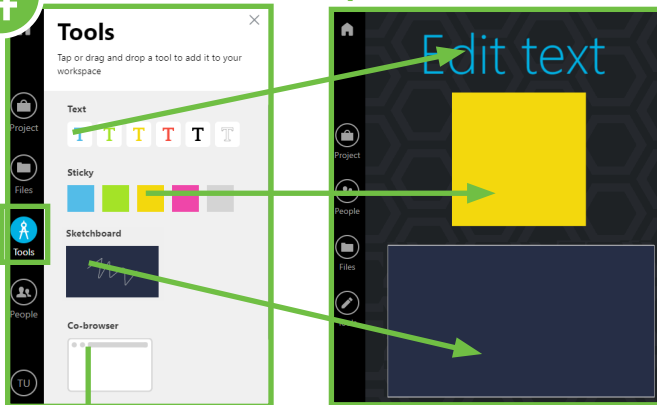 Tools
Tap or drag and drop a tool to add it to your
workspace
Text
T T T T T T
Sticky
Sketchboard
Co-browser
Project
Files
Tools
People
TU
Edit text
Project
People
Files